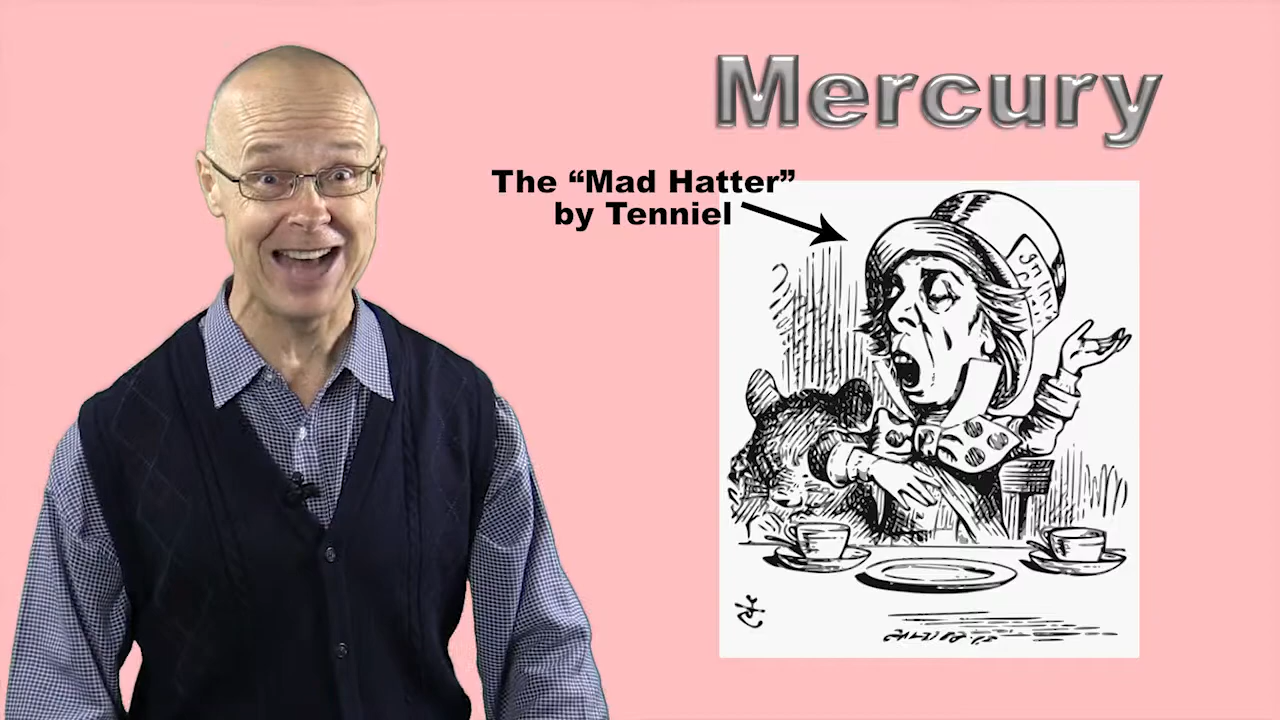 Mercury
The “Mad Hatter”
by Tenniel